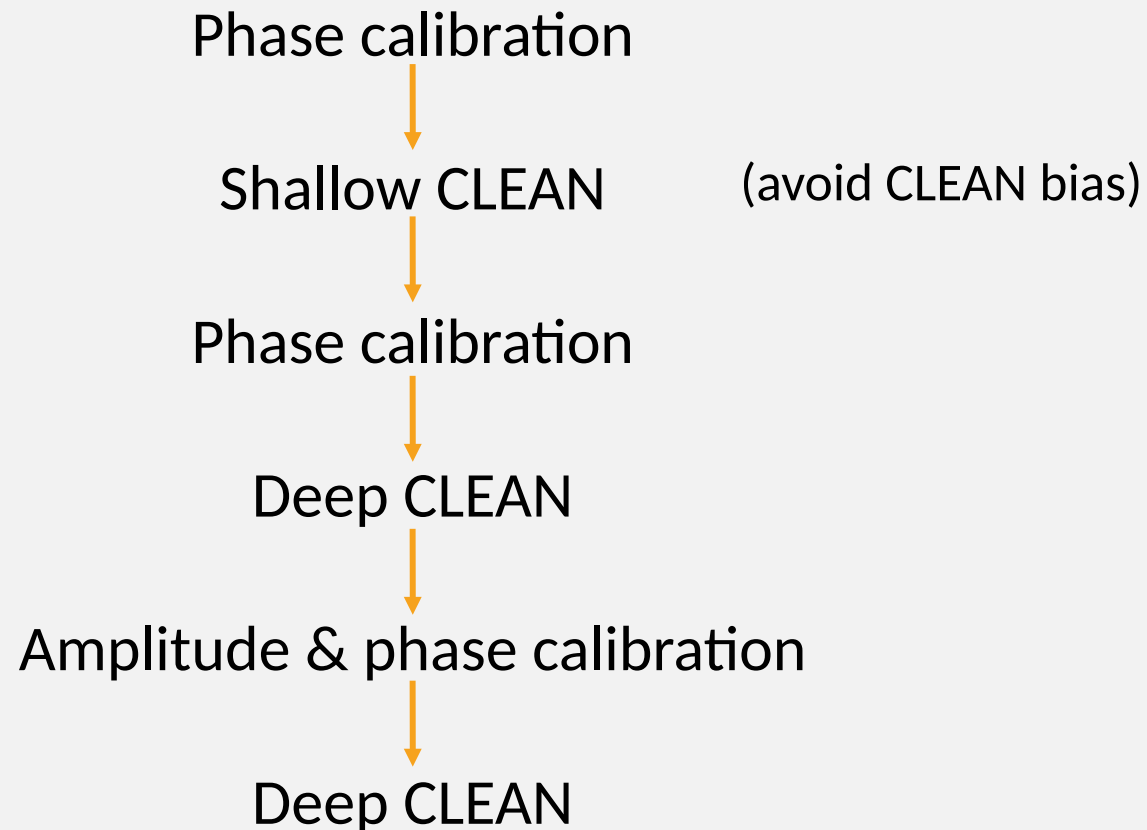 Phase calibration
Shallow CLEAN (avoid CLEAN bias)
Phase calibration
Deep CLEAN
Amplitude & phase calibration
Deep CLEAN